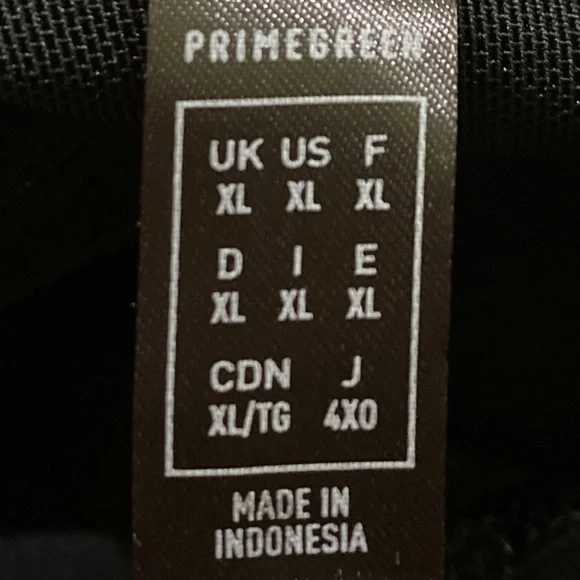 PRIMEGREEN
UK US F
XL XL XL
D I E
XL XL XL
CDN J
XL/TG 4XO
MADE IN
INDONESIA